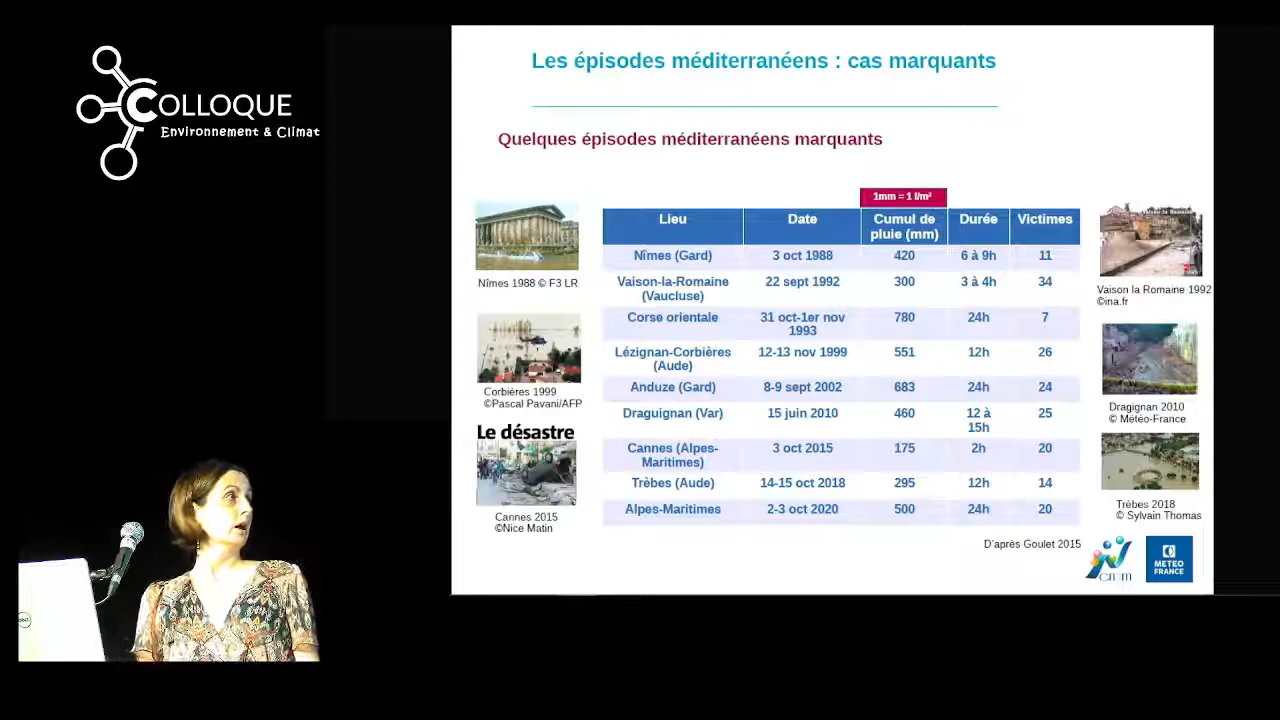 COLLOQUE
Environnement & Climat
Les épisodes méditerranéens : cas marquants
Quelques épisodes méditerranéens marquants
1mm = 1 l/m²
Lieu Date Cumul de pluie (mm) Durée Victimes
Nîmes (Gard) 3 oct 1988 420 6 à 9h 11
Vaison-la-Romaine (Vaucluse) 22 sept 1992 300 3 à 4h 34
Corse orientale 31 oct-1er nov 1993 780 24h 7
Lézignan-Corbières (Aude) 12-13 nov 1999 551 12h 26
Anduze (Gard) 8-9 sept 2002 683 24h 24
Draguignan (Var) 15 juin 2010 460 12 à 15h 25
Cannes (Alpes-Maritimes) 3 oct 2015 175 2h 20
Trèbes (Aude) 14-15 oct 2018 295 12h 14
Alpes-Maritimes 2-3 oct 2020 500 24h 20
D'après Goulet 2015
Nîmes 1988 © F3 LR
Corbières 1999
©Pascal Pavani/AFP
Le désastre
Cannes 2015
©Nice Matin
Vaison la Romaine 1992
©ina.fr
Dragignan 2010
© Météo-France
Trèbes 2018
© Sylvain Thomas
cnrm
METEO
FRANCE